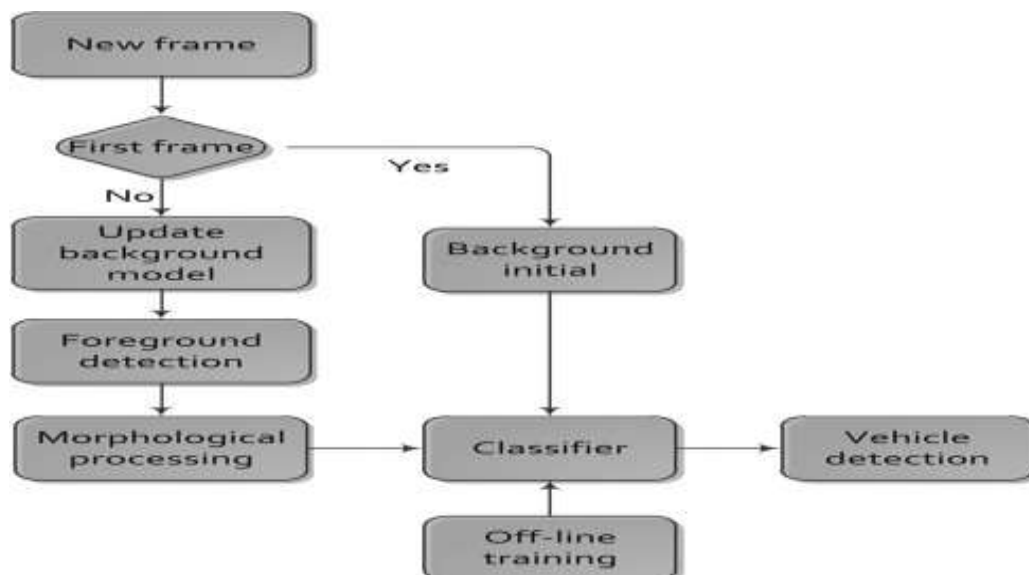 New frame
First frame
Yes
No
Update
background
model
Background
initial
Foreground
detection
Morphological
processing
Classifier
Vehicle
detection
Off-line
training